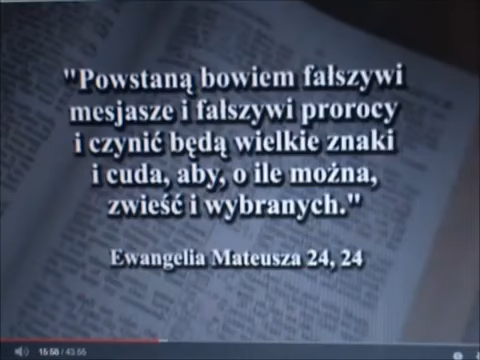 "Powstaną bowiem fałszywi
mesjasze i fałszywi prorocy
i czynić będą wielkie znaki
i cuda, aby, o ile można,
zwieść i wybranych."
Ewangelia Mateusza 24, 24
15:58 / 43:55